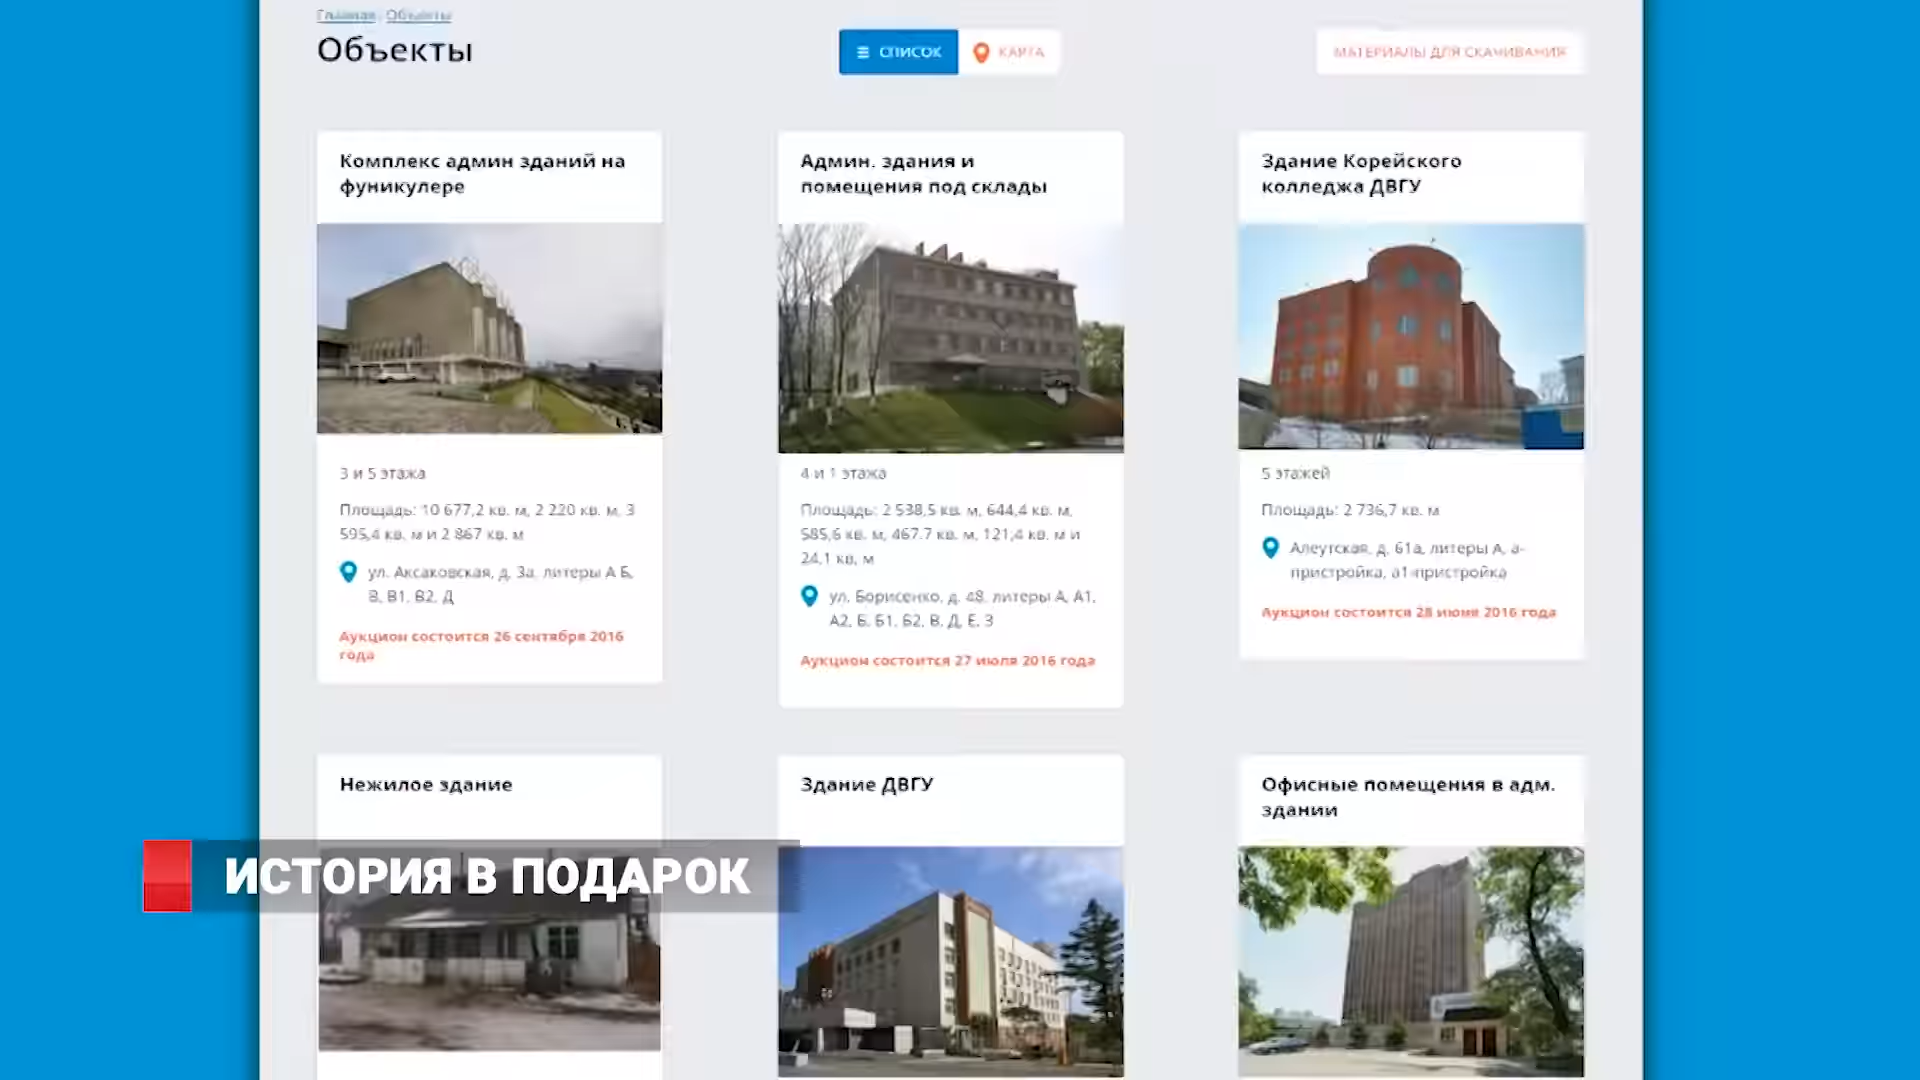 Главная Объекты
Объекты
СПИСОК
КАРТА
МАТЕРИАЛЫ ДЛЯ СКАЧИВАНИЯ
Комплекс админ зданий на
фуникулере
3 и 5 этажа
Площадь: 10 677,2 кв. м, 2 220 кв. м, 3
595,4 кв. м и 2 867 кв. м
ул. Аксаковская, д. 3а, литеры А Б,
В, В1, В2, Д
Аукцион состоится 26 сентября 2016
года
Админ. здания и
помещения под склады
4 и 1 этажа
Площадь: 2 538,5 кв. м, 644,4 кв. м,
585,6 кв. м, 467.7 кв. м, 121,4 кв. м и
24,1 кв, м
ул. Борисенко, д. 48, литеры А, А1,
А2, Б, Б1, Б2, В, Д, Е, З
Аукцион состоится 27 июля 2016 года
Здание Корейского
колледжа ДВГУ
5 этажей
Площадь: 2 736,7 кв. м
Алеутская, д. 61а, литеры А, а-
пристройка, а1-пристройка
Аукцион состоится 28 июня 2016 года
Нежилое здание
Здание ДВГУ
Офисные помещения в адм.
здании
ИСТОРИЯ В ПОДАРОК